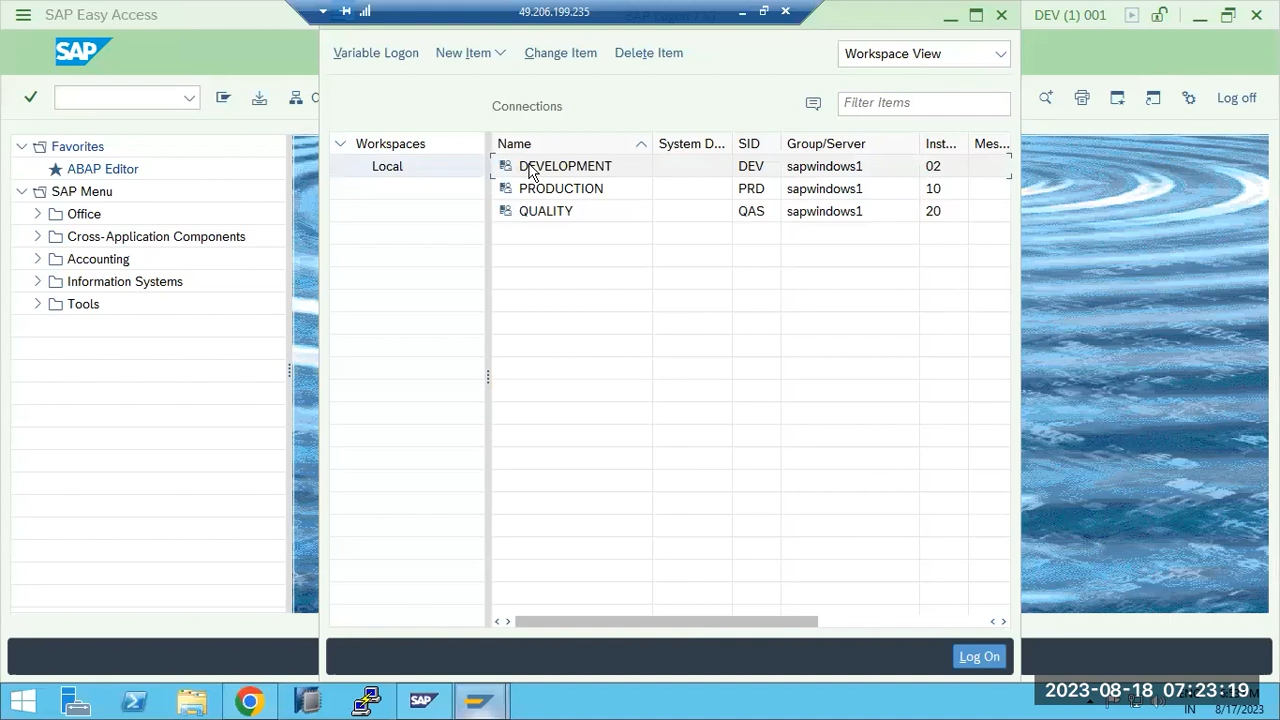 SAP Easy Access
49.206.199.235
DEV (1) 001
SAP
Variable Logon New Item Change Item Delete Item
Workspace View
Log off
Connections
Filter Items
Favorites
ABAP Editor
SAP Menu
Office
Cross-Application Components
Accounting
Information Systems
Tools
Workspaces
Local
Name System D... SID Group/Server Inst... Mes...
DEVELOPMENT DEV sapwindows1 02
PRODUCTION PRD sapwindows1 10
QUALITY QAS sapwindows1 20
Log On
SAP
2023-08-18 07:23:19
IN 8/17/2023